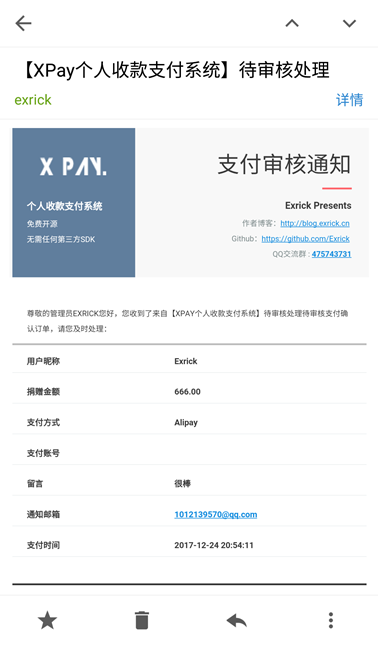 【XPay个人收款支付系统】待审核处理
exrick
详情
X PAY.
个人收款支付系统
免费开源
无需任何第三方SDK
支付审核通知
Exrick Presents
作者博客：http://blog.exrick.cn
Github：https://github.com/Exrick
QQ交流群 : 475743731
尊敬的管理员EXRICK您好，您收到了来自【XPAY个人收款支付系统】待审核处理待审核支付确
认订单，请您及时处理：
用户昵称 Exrick
捐赠金额 666.00
支付方式 Alipay
支付账号
留言 很棒
通知邮箱 1012139570@qq.com
支付时间 2017-12-24 20:54:11